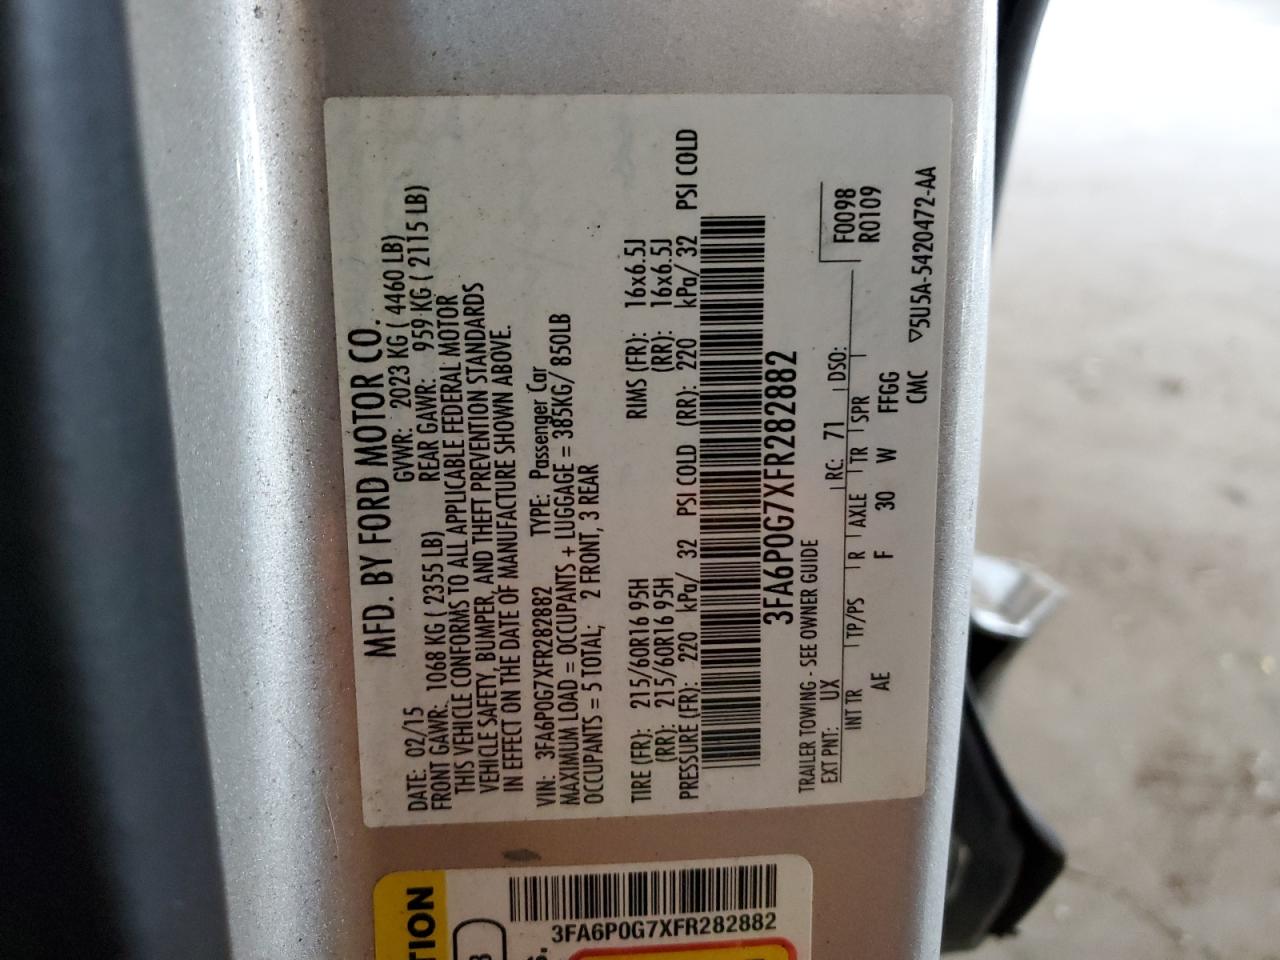 MFD. BY FORD MOTOR CO.
DATE: 02/15 GVWR: 2023 KG ( 4460 LB)
FRONT GAWR: 1068 KG ( 2355 LB) REAR GAWR: 959 KG ( 2115 LB)
THIS VEHICLE CONFORMS TO ALL APPLICABLE FEDERAL MOTOR
VEHICLE SAFETY, BUMPER, AND THEFT PREVENTION STANDARDS
IN EFFECT ON THE DATE OF MANUFACTURE SHOWN ABOVE.
VIN: 3FA6P0G7XFR282882 TYPE: Passenger Car
MAXIMUM LOAD = OCCUPANTS + LUGGAGE = 385KG/ 850LB
OCCUPANTS = 5 TOTAL; 2 FRONT, 3 REAR
TIRE (FR): 215/60R16 95H RIMS (FR): 16x6.5J
(RR): 215/60R16 95H (RR): 16x6.5J
PRESSURE (FR): 220 kPa/ 32 PSI COLD (RR): 220 kPa/ 32 PSI COLD
3FA6P0G7XFR282882
TRAILER TOWING - SEE OWNER GUIDE
EXT PNT: UX RC: 71 DSO: F0098
R0109
INT TR TP/PS R AXLE TR SPR
AE F 30 W FFGG
CMC ▽5U5A-5420472-AA
TION
3FA6P0G7XFR282882